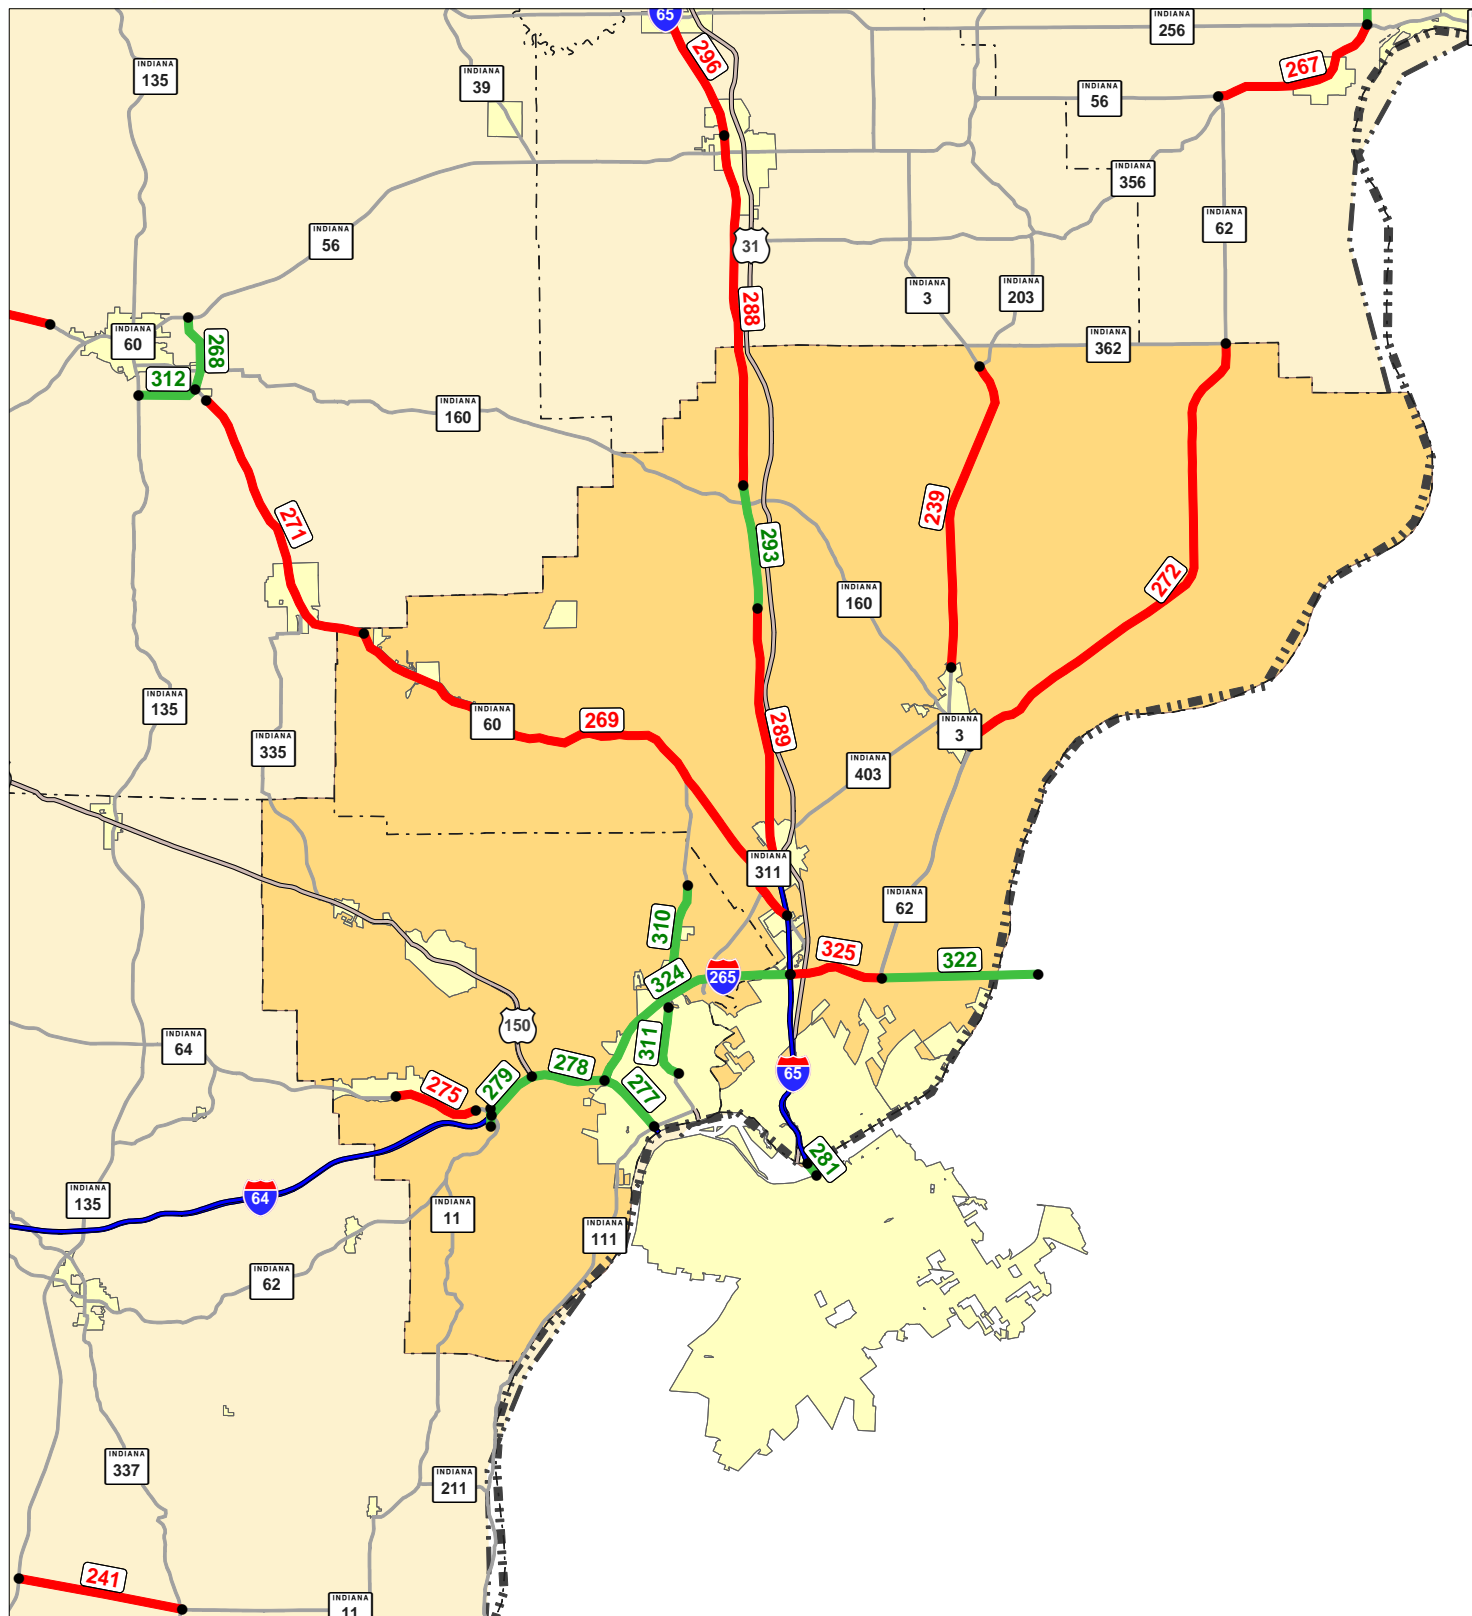 65
INDIANA
256
296
INDIANA
135
INDIANA
39
267
INDIANA
56
INDIANA
356
INDIANA
62
INDIANA
56
31
INDIANA
3
INDIANA
203
288
INDIANA
60
268
INDIANA
362
312
INDIANA
160
239
271
293
272
INDIANA
160
INDIANA
135
INDIANA
60
269
289
INDIANA
3
INDIANA
335
INDIANA
403
INDIANA
311
INDIANA
62
310
325
322
324
265
150
INDIANA
64
311
278
65
275
279
277
281
INDIANA
135
64
INDIANA
11
INDIANA
111
INDIANA
62
INDIANA
337
INDIANA
211
241
INDIANA
11